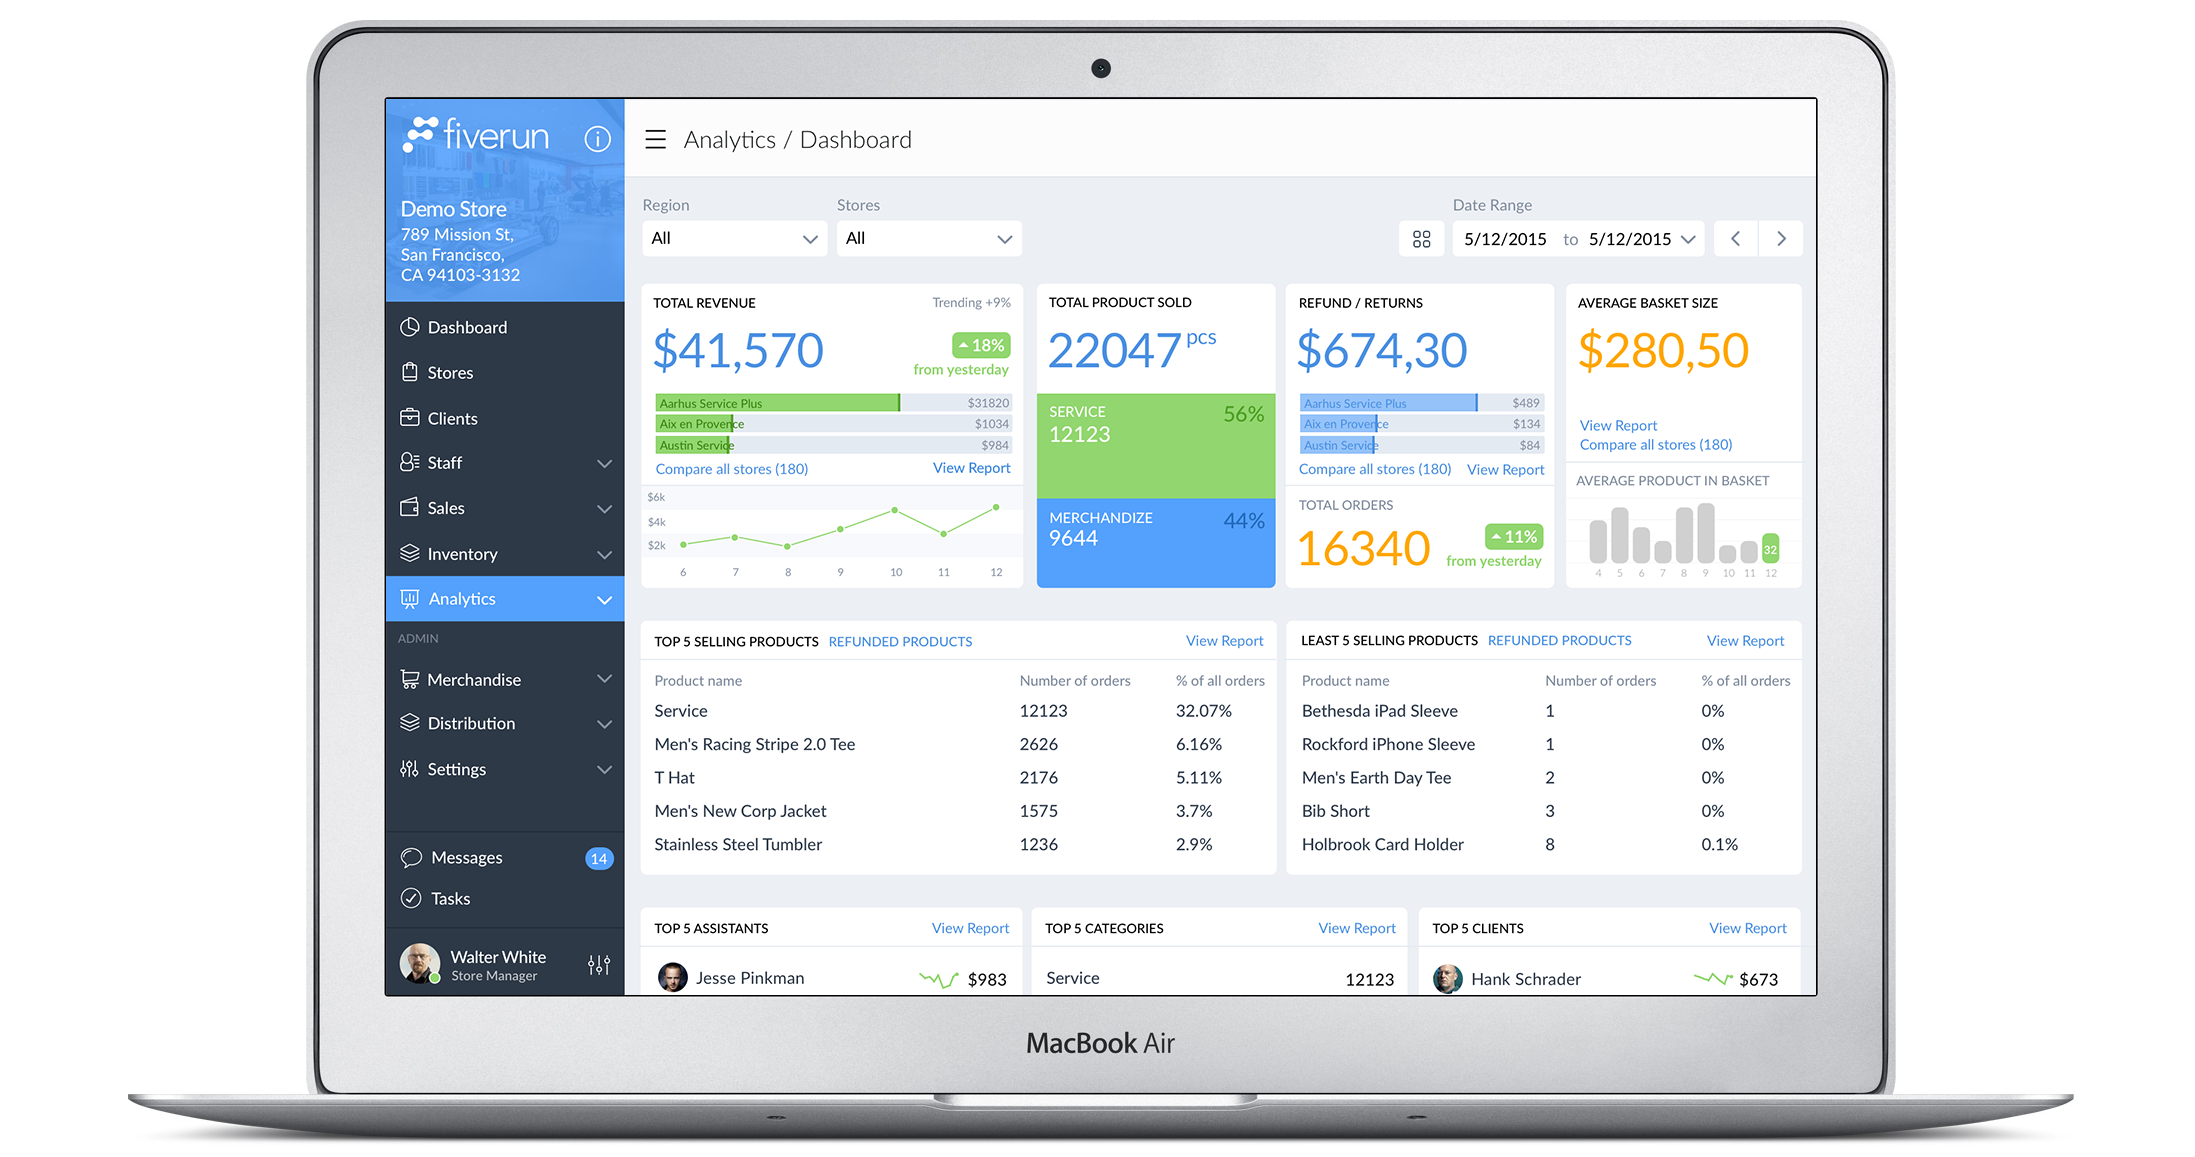 fiverun
Demo Store
789 Mission St,
San Francisco,
CA 94103-3132
Dashboard
Stores
Clients
Staff
Sales
Inventory
Analytics
ADMIN
Merchandise
Distribution
Settings
Messages 14
Tasks
Walter White
Store Manager
Analytics / Dashboard
Region
All
Stores
All
Date Range
5/12/2015 to 5/12/2015
TOTAL REVENUE Trending +9%
$41,570 18%
from yesterday
Aarhus Service Plus $31820
Aix en Provence $1034
Austin Service $984
Compare all stores (180) View Report
$6k
$4k
$2k
6 7 8 9 10 11 12
TOTAL PRODUCT SOLD
22047 pcs
SERVICE 56%
12123
MERCHANDIZE 44%
9644
REFUND / RETURNS
$674,30
Aarhus Service Plus $489
Aix en Provence $134
Austin Service $84
Compare all stores (180) View Report
TOTAL ORDERS
16340 11%
from yesterday
AVERAGE BASKET SIZE
$280,50
View Report
Compare all stores (180)
AVERAGE PRODUCT IN BASKET
32
4 5 6 7 8 9 10 11 12
TOP 5 SELLING PRODUCTS REFUNDED PRODUCTS View Report
Product name Number of orders % of all orders
Service 12123 32.07%
Men's Racing Stripe 2.0 Tee 2626 6.16%
T Hat 2176 5.11%
Men's New Corp Jacket 1575 3.7%
Stainless Steel Tumbler 1236 2.9%
LEAST 5 SELLING PRODUCTS REFUNDED PRODUCTS View Report
Product name Number of orders % of all orders
Bethesda iPad Sleeve 1 0%
Rockford iPhone Sleeve 1 0%
Men's Earth Day Tee 2 0%
Bib Short 3 0%
Holbrook Card Holder 8 0.1%
TOP 5 ASSISTANTS View Report
Jesse Pinkman $983
TOP 5 CATEGORIES View Report
Service 12123
TOP 5 CLIENTS View Report
Hank Schrader $673
MacBook Air